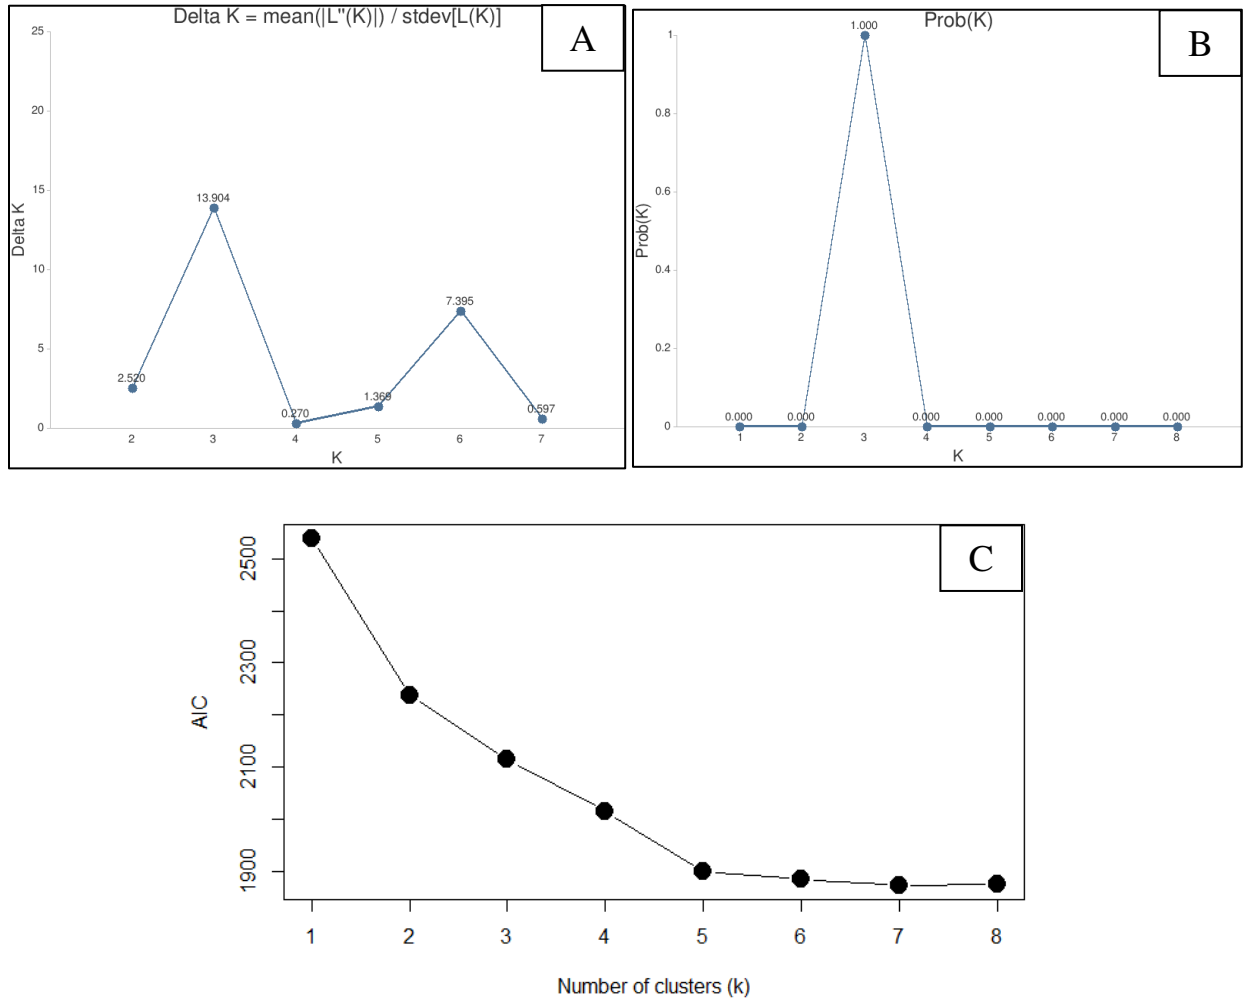 Delta K = mean(|L"(K)|) / stdev[L(K)]
A
25
20
15
10
5
0
Delta K
2.520
13.904
0.270
1.369
7.395
0.597
2 3 4 5 6 7
K
Prob(K)
B
1
0.8
0.6
0.4
0.2
0
Prob(K)
0.000 0.000 1.000 0.000 0.000 0.000 0.000 0.000
1 2 3 4 5 6 7 8
K
C
2500
2300
2100
1900
AIC
1 2 3 4 5 6 7 8
Number of clusters (k)